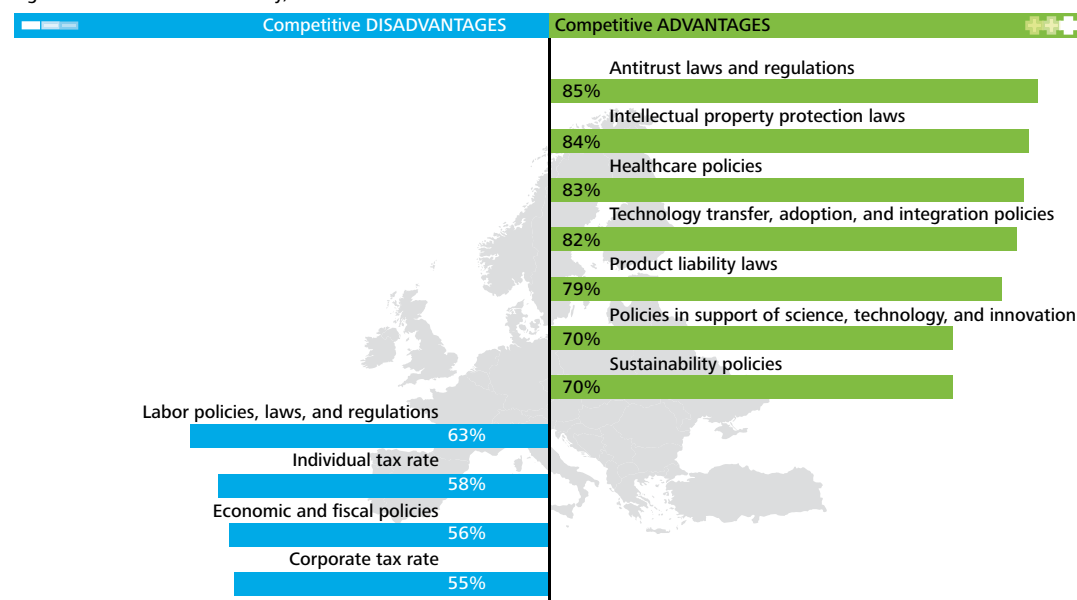 Competitive DISADVANTAGES
Competitive ADVANTAGES
Antitrust laws and regulations
85%
Intellectual property protection laws
84%
Healthcare policies
83%
Technology transfer, adoption, and integration policies
82%
Product liability laws
79%
Policies in support of science, technology, and innovation
70%
Sustainability policies
70%
Labor policies, laws, and regulations
63%
Individual tax rate
58%
Economic and fiscal policies
56%
Corporate tax rate
55%